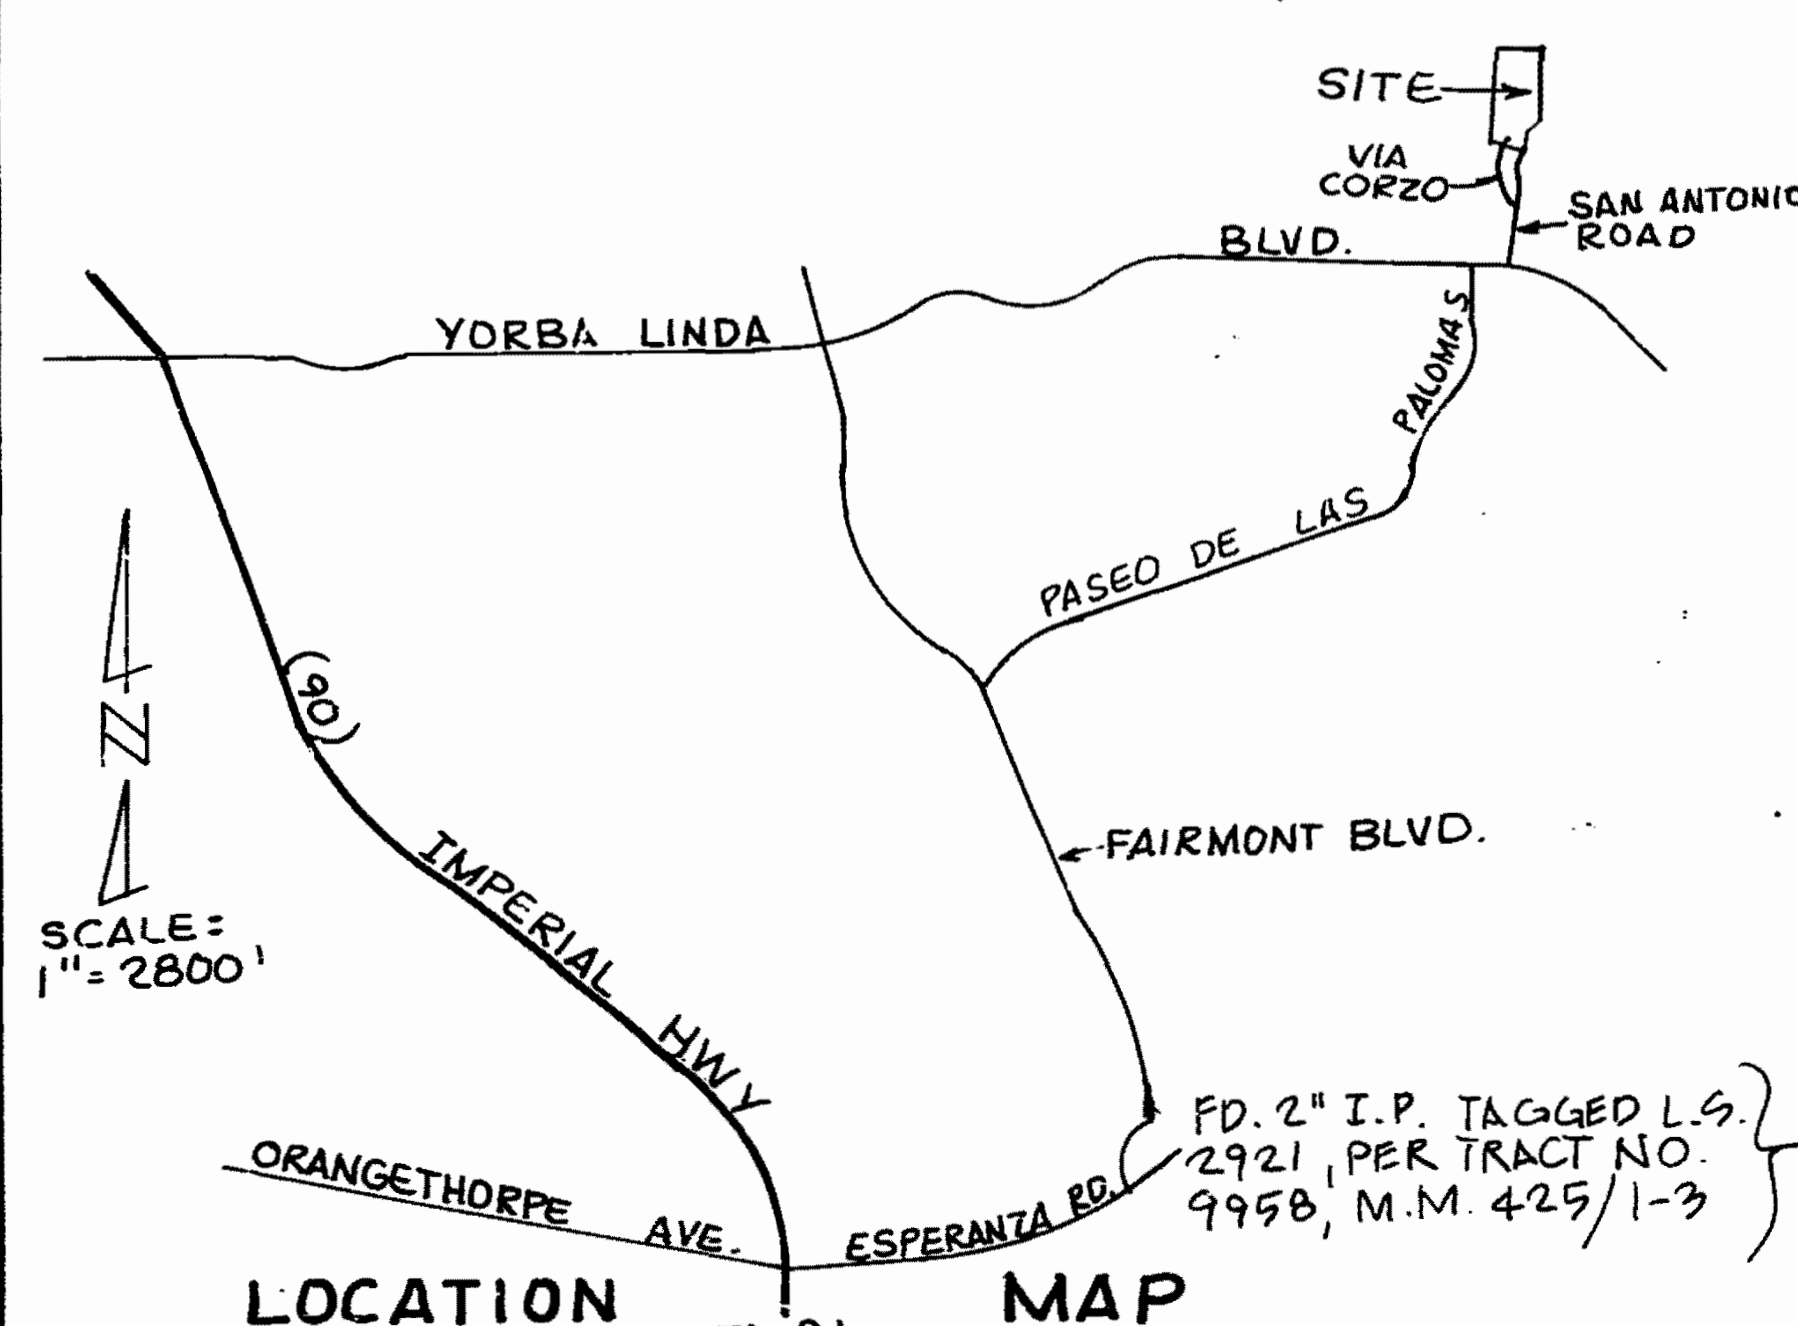 SITE
VIA
CORZO
SAN ANTONIO
ROAD
BLVD.
YORBA LINDA
PALOMAS
PASEO DE LAS
(90)
N
FAIRMONT BLVD.
IMPERIAL HWY
SCALE=
1"=2800'
FD. 2" I.P. TAGGED L.S.
2921, PER TRACT NO.
9958, M.M. 425/1-3
ORANGETHORPE AVE.
ESPERANZA RD.
LOCATION MAP